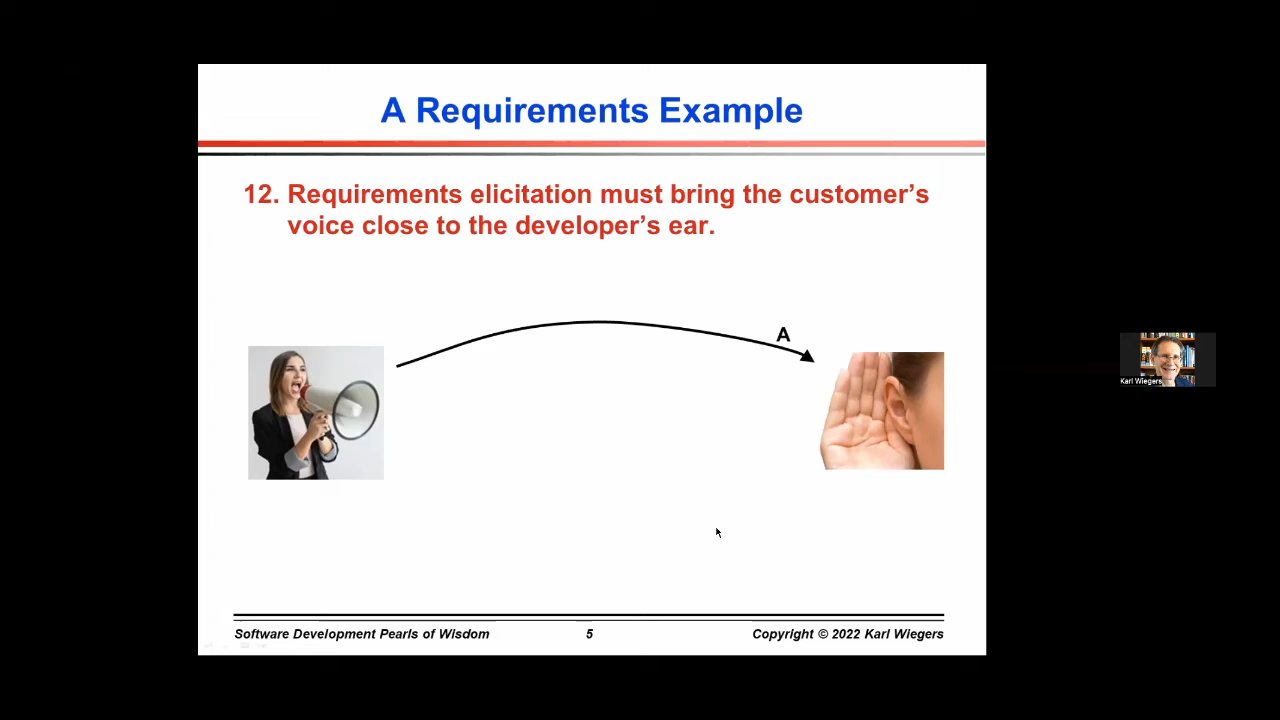 A Requirements Example
12. Requirements elicitation must bring the customer's
voice close to the developer's ear.
A
Karl Wiegers
Software Development Pearls of Wisdom 5 Copyright © 2022 Karl Wiegers